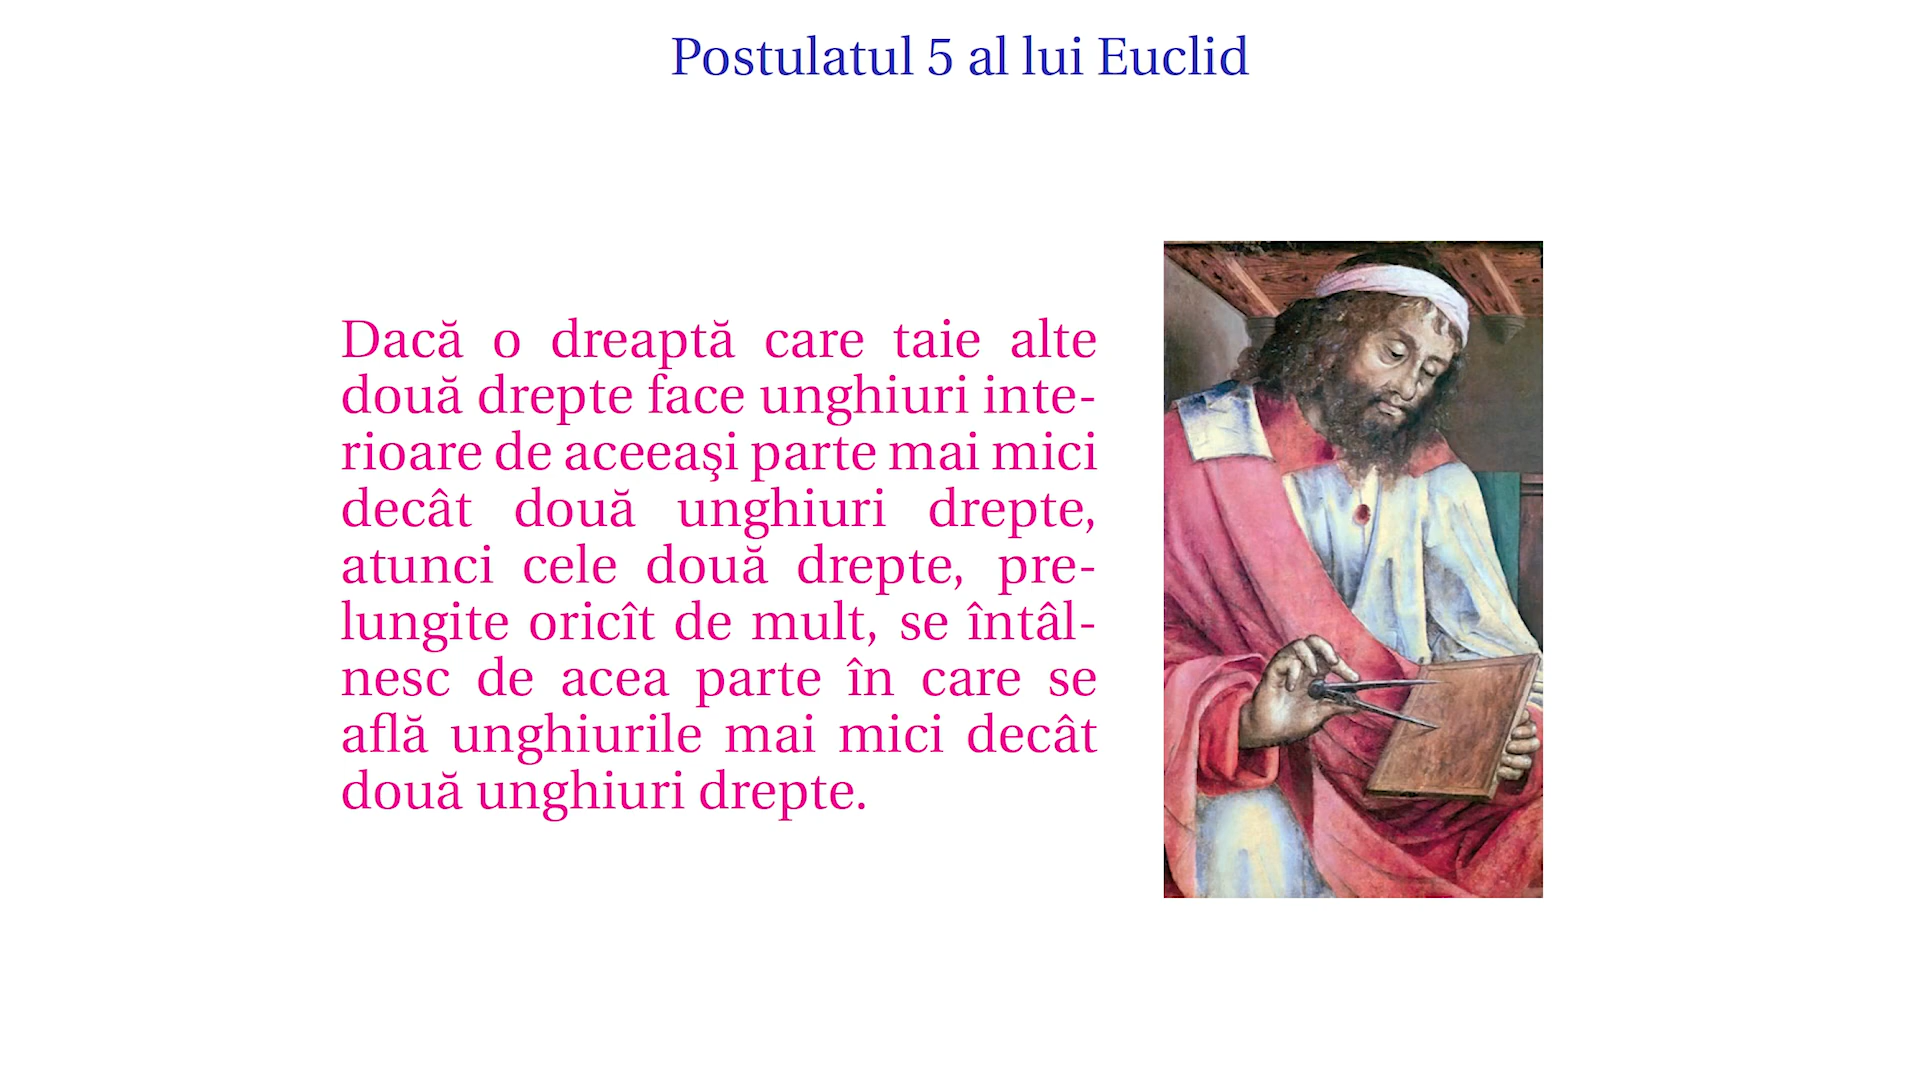 Postulatul 5 al lui Euclid
Dacă o dreaptă care taie alte
două drepte face unghiuri inte-
rioare de aceeaşi parte mai mici
decât două unghiuri drepte,
atunci cele două drepte, pre-
lungite oricît de mult, se întâl-
nesc de acea parte în care se
află unghiurile mai mici decât
două unghiuri drepte.